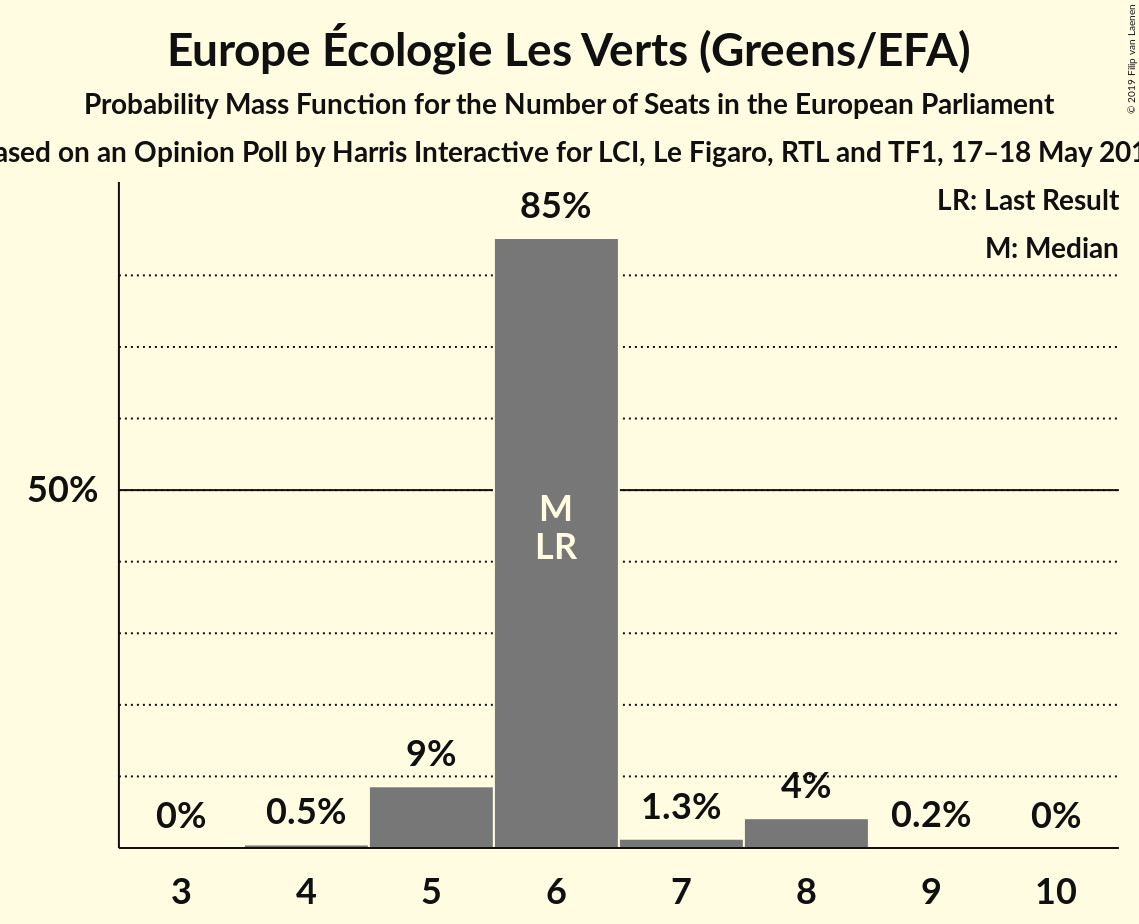 Europe Écologie Les Verts (Greens/EFA)
Probability Mass Function for the Number of Seats in the European Parliament
ased on an Opinion Poll by Harris Interactive for LCI, Le Figaro, RTL and TF1, 17–18 May 201
© 2019 Filip van Laenen
LR: Last Result
M: Median
85%
50%
M
LR
9%
0%
0.5%
1.3%
4%
0.2%
0%
3 4 5 6 7 8 9 10